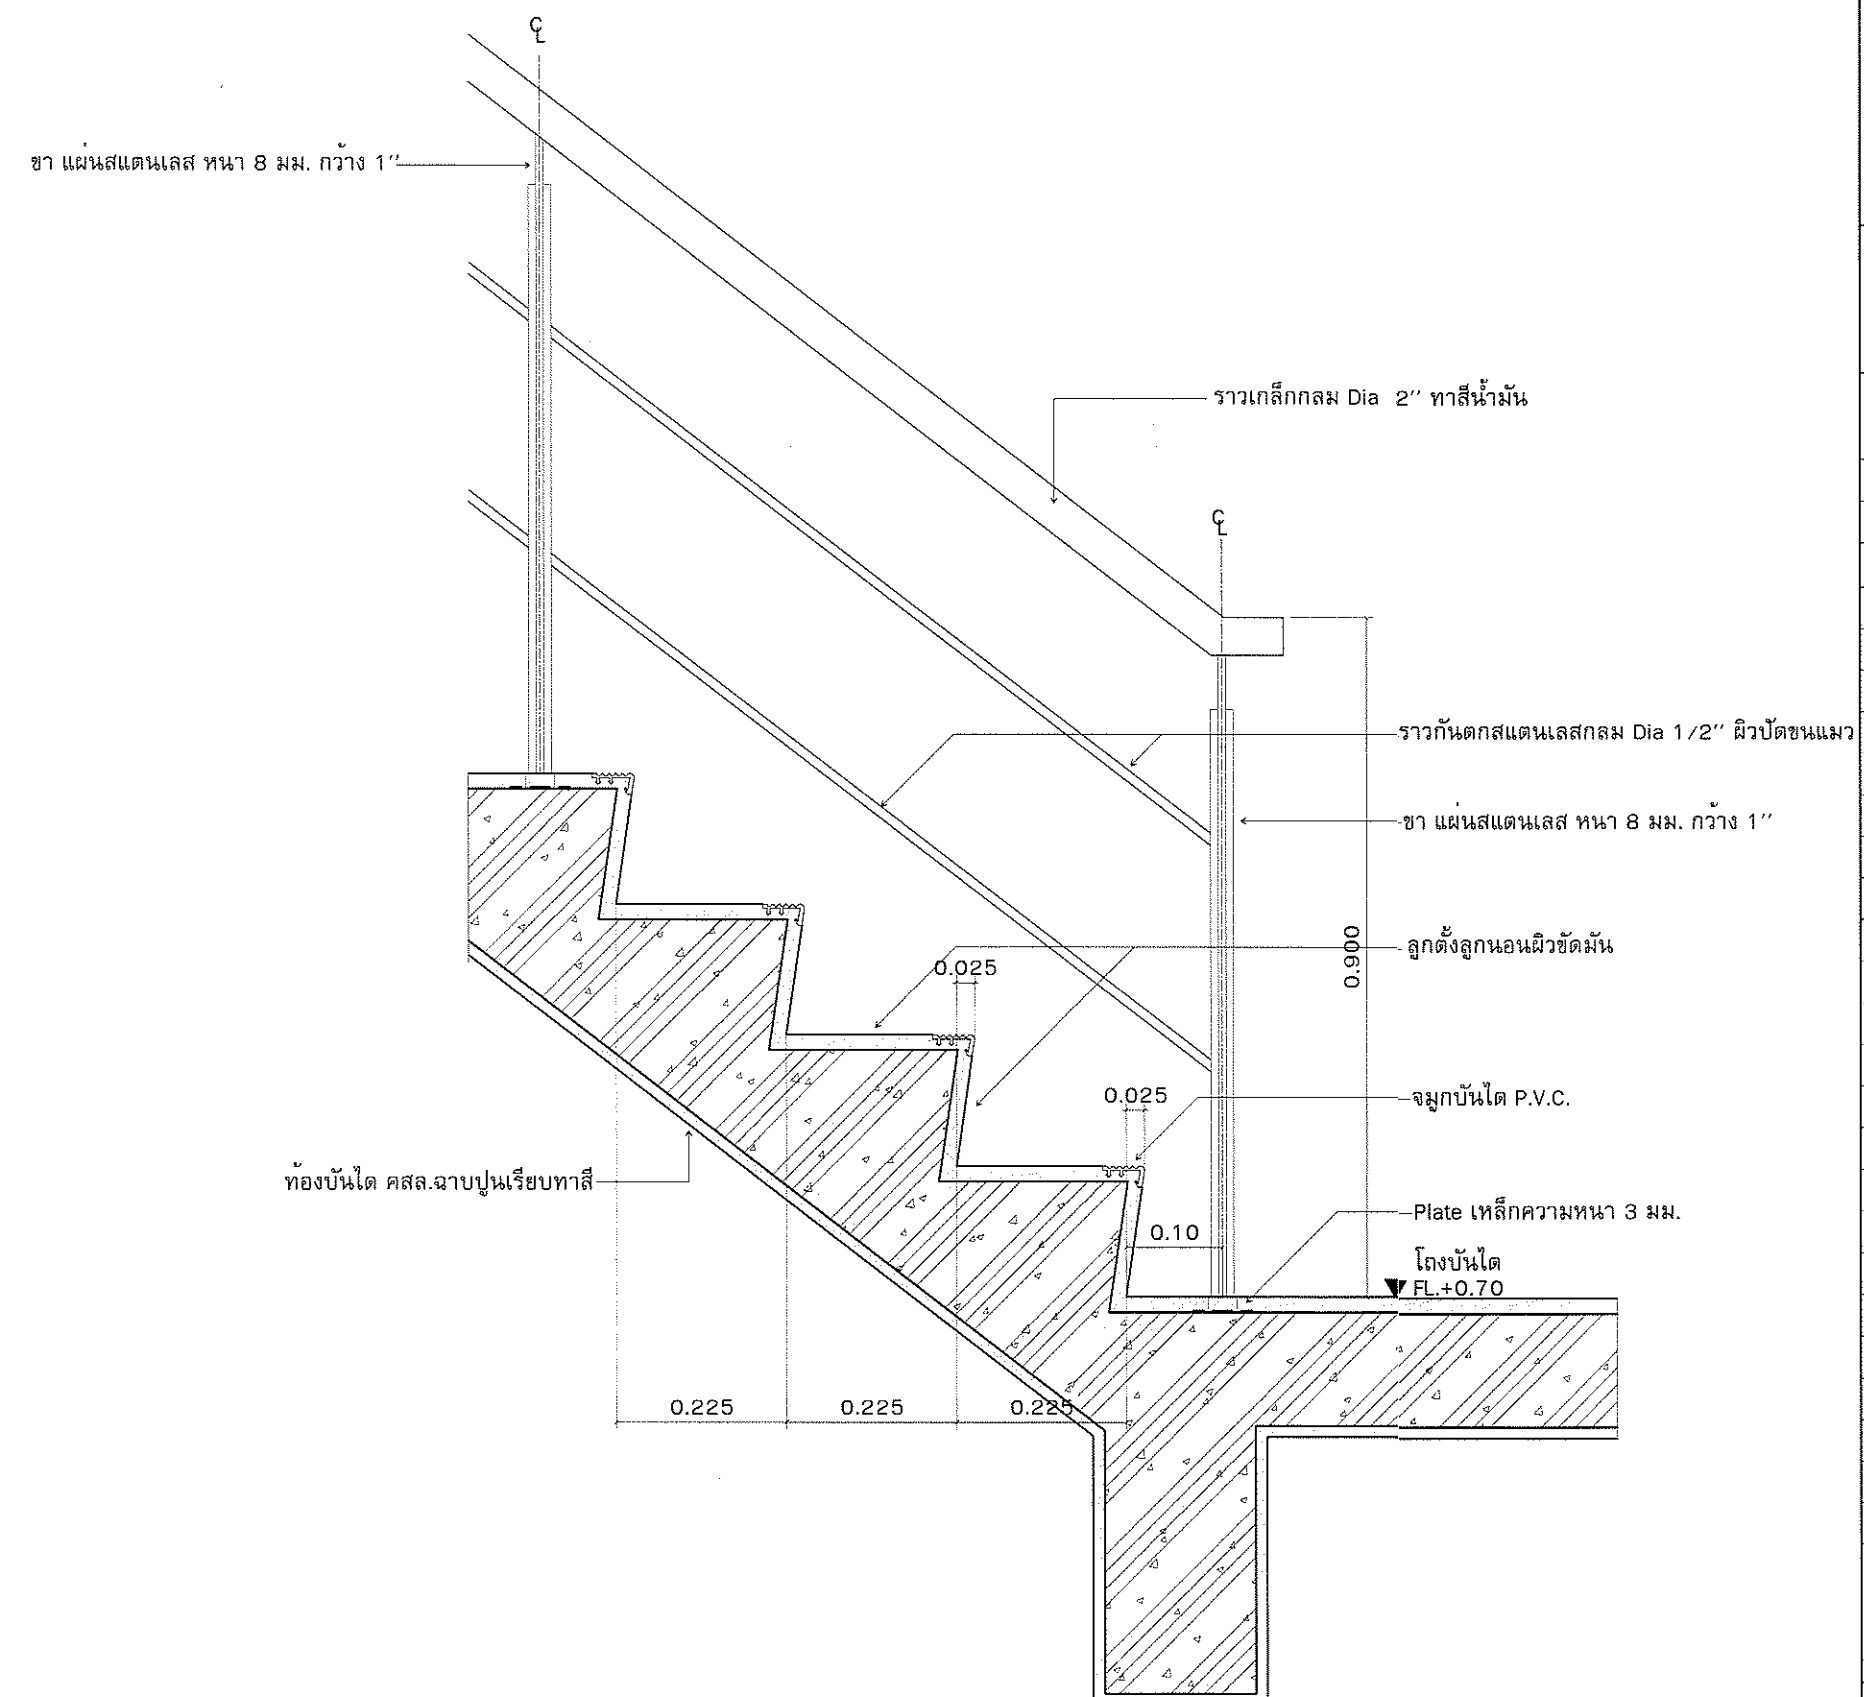 C L
ขา แผ่นสแตนเลส หนา 8 มม. กว้าง 1''
ราวเกล็กกลม Dia 2'' ทาสีน้ำมัน
C L
ราวกันตกสแตนเลสกลม Dia 1/2'' ผิวปัดขนแมว
ขา แผ่นสแตนเลส หนา 8 มม. กว้าง 1''
0.900
ลูกตั้งลูกนอนผิวขัดมัน
0.025
0.025
จมูกบันได P.V.C.
ท้องบันได คสล.ฉาบปูนเรียบทาสี
Plate เหล็กความหนา 3 มม.
0.10
โถงบันได
FL.+0.70
0.225 0.225 0.225